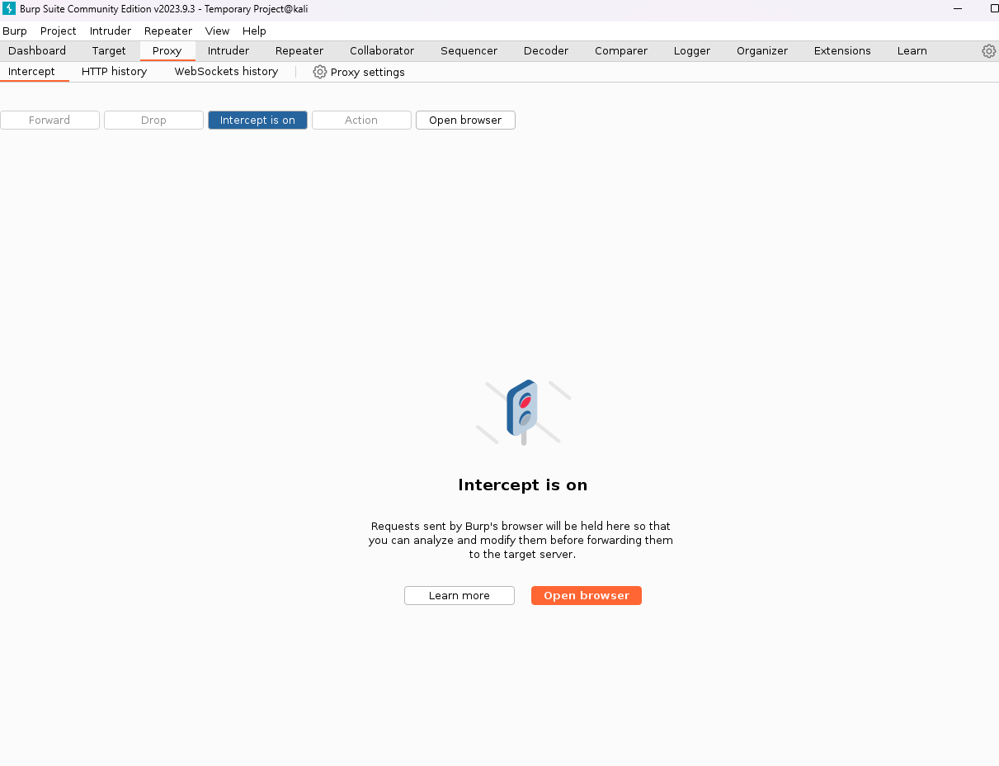 Burp Suite Community Edition v2023.9.3 - Temporary Project@kali
Burp Project Intruder Repeater View Help
Dashboard Target Proxy Intruder Repeater Collaborator Sequencer Decoder Comparer Logger Organizer Extensions Learn
Intercept HTTP history WebSockets history Proxy settings
Forward Drop Intercept is on Action Open browser
Intercept is on
Requests sent by Burp's browser will be held here so that
you can analyze and modify them before forwarding them
to the target server.
Learn more Open browser